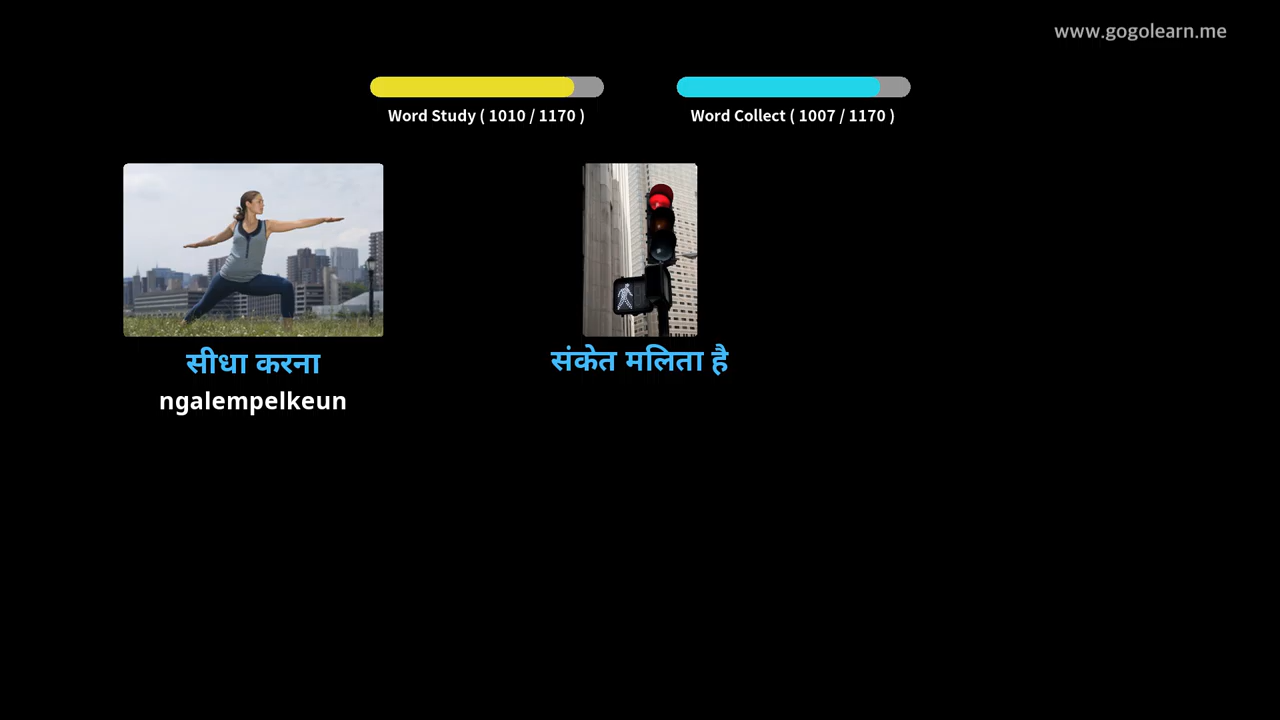 www.gogolearn.me
Word Study ( 1010 / 1170 )
Word Collect ( 1007 / 1170 )
सीधा करना
ngalempelkeun
संकेत मलिता है